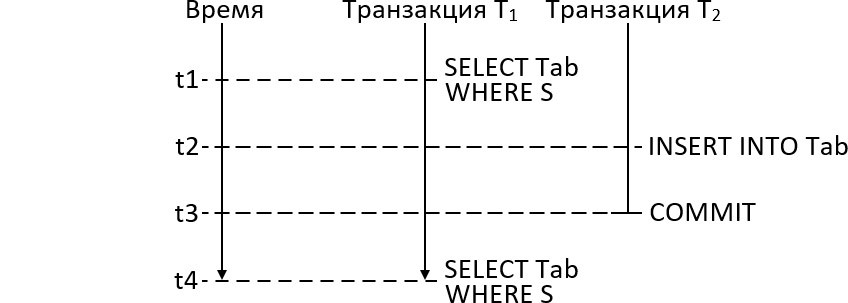 Время Транзакция T1 Транзакция T2
t1 SELECT Tab
WHERE S
t2 INSERT INTO Tab
t3 COMMIT
t4 SELECT Tab
WHERE S